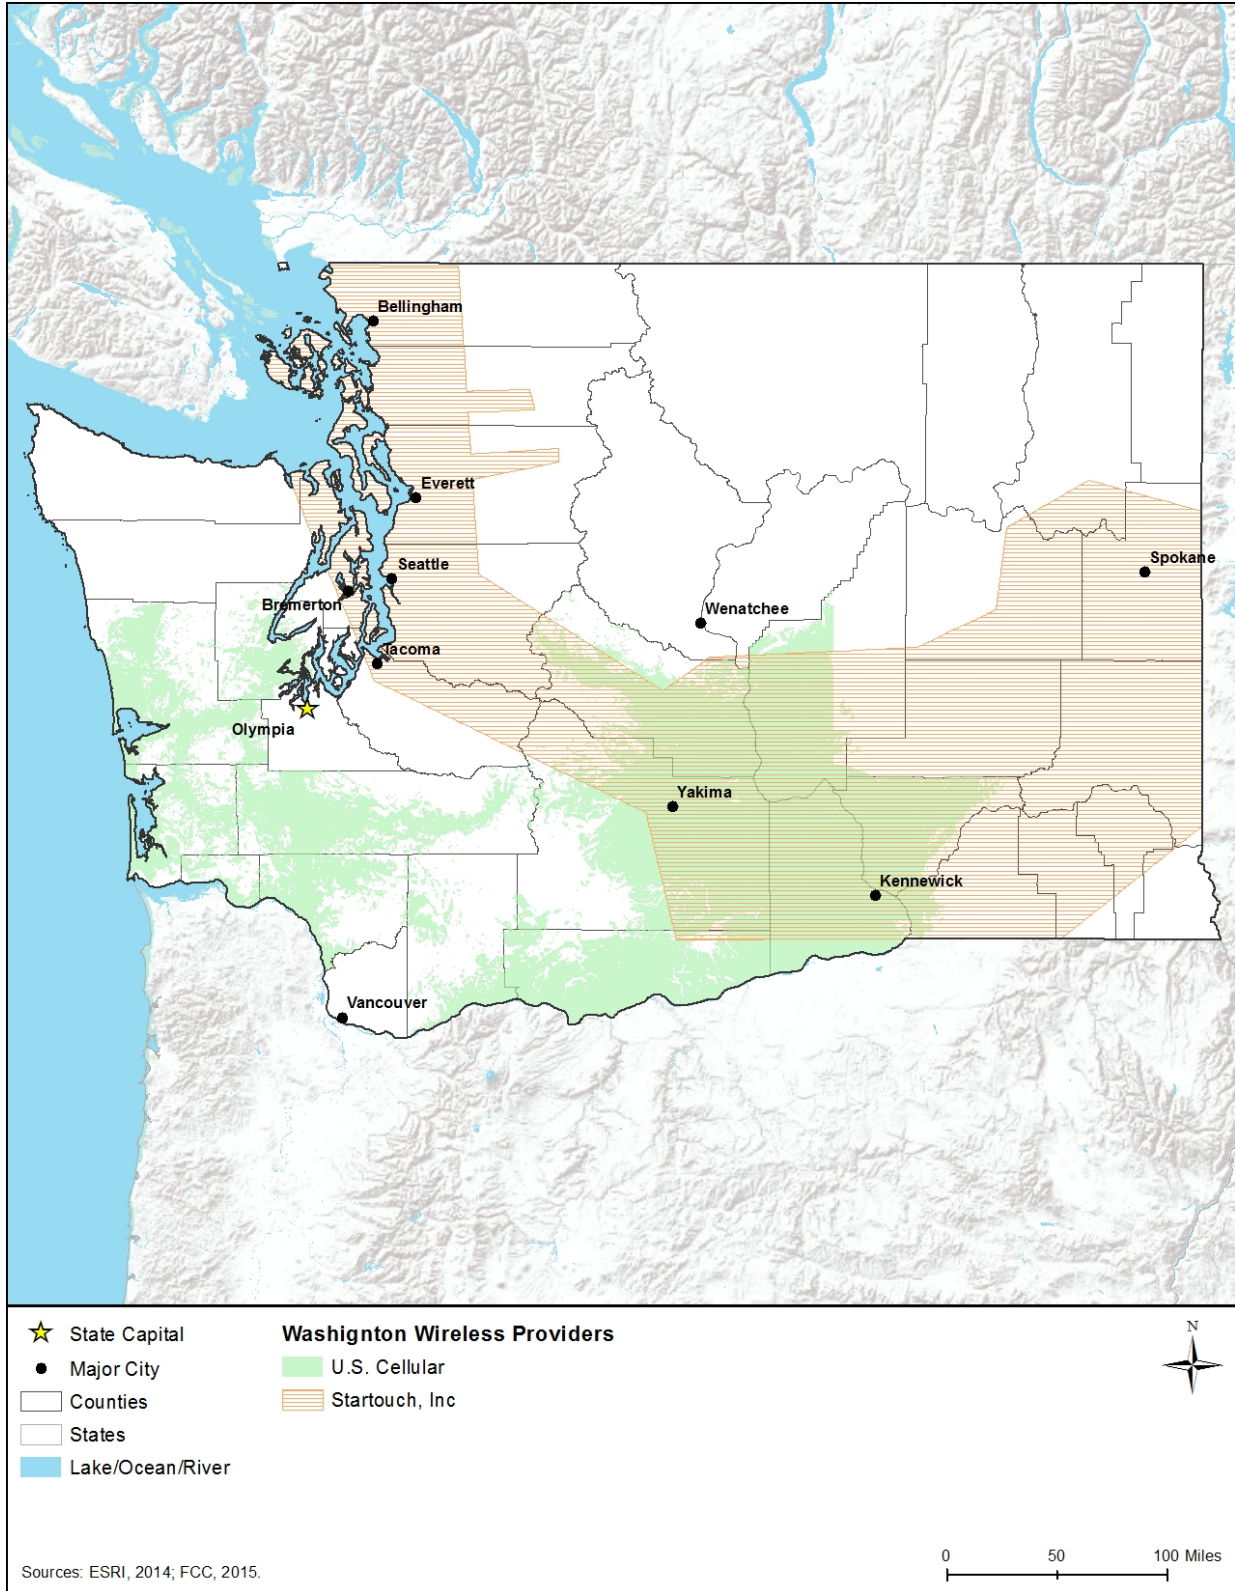 Bellingham
Everett
Seattle
Spokane
Bremerton
Wenatchee
Tacoma
Olympia
Yakima
Kennewick
Vancouver
State Capital
Major City
Counties
States
Lake/Ocean/River
Washignton Wireless Providers
U.S. Cellular
Startouch, Inc
N
Sources: ESRI, 2014; FCC, 2015.
0 50 100 Miles